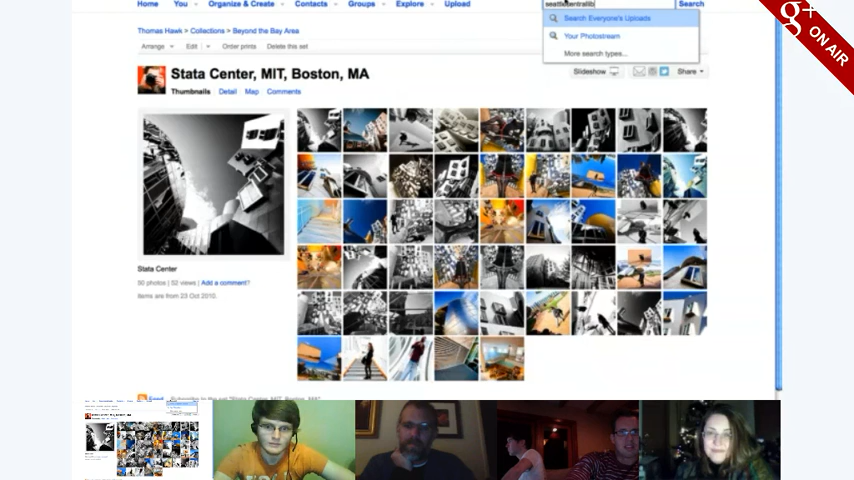 Home You Organize & Create Contacts Groups Explore Upload
Search
Search Everyone's Uploads
Your Photostream
More search types...
Thomas Hawk > Collections > Beyond the Bay Area
Arrange Edit Order prints Delete this set
Stata Center, MIT, Boston, MA
Slideshow Share
Thumbnails Detail Map Comments
Stata Center
50 photos | 52 views | Add a comment?
items are from 23 Oct 2010.
g+
ON AIR